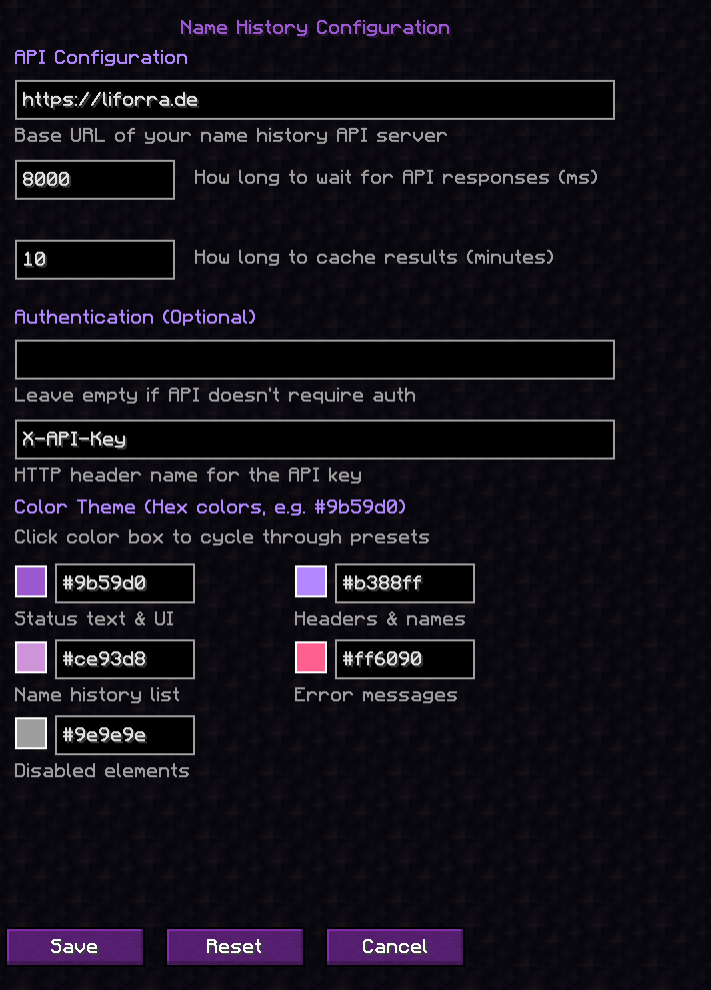 Name History Configuration
API Configuration
https://liforra.de
Base URL of your name history API server
8000 How long to wait for API responses (ms)
10 How long to cache results (minutes)
Authentication (Optional)
Leave empty if API doesn't require auth
X-API-Key
HTTP header name for the API key
Color Theme (Hex colors, e.g. #9b59d0)
Click color box to cycle through presets
#9b59d0 #b388ff
Status text & UI Headers & names
#ce93d8 #ff6090
Name history list Error messages
#9e9e9e
Disabled elements
Save Reset Cancel